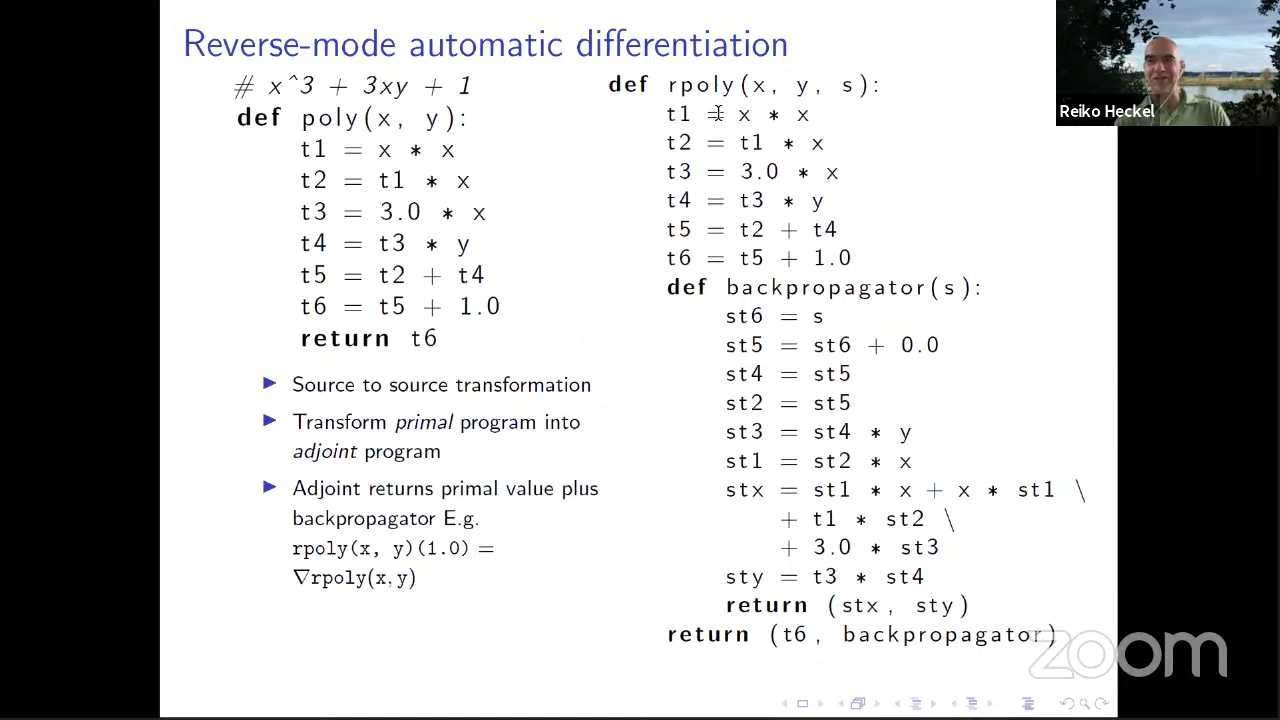 Reverse-mode automatic differentiation
# x^3 + 3xy + 1
def poly(x, y):
t1 = x * x
t2 = t1 * x
t3 = 3.0 * x
t4 = t3 * y
t5 = t2 + t4
t6 = t5 + 1.0
return t6
► Source to source transformation
► Transform primal program into
adjoint program
► Adjoint returns primal value plus
backpropagator E.g.
rpoly(x, y)(1.0) =
∇rpoly(x,y)
def rpoly(x, y, s):
t1 = x * x
t2 = t1 * x
t3 = 3.0 * x
t4 = t3 * y
t5 = t2 + t4
t6 = t5 + 1.0
def backpropagator(s):
st6 = s
st5 = st6 + 0.0
st4 = st5
st2 = st5
st3 = st4 * y
st1 = st2 * x
stx = st1 * x + x * st1 \
+ t1 * st2 \
+ 3.0 * st3
sty = t3 * st4
return (stx, sty)
return (t6, backpropagator)
Reiko Heckel
zoom